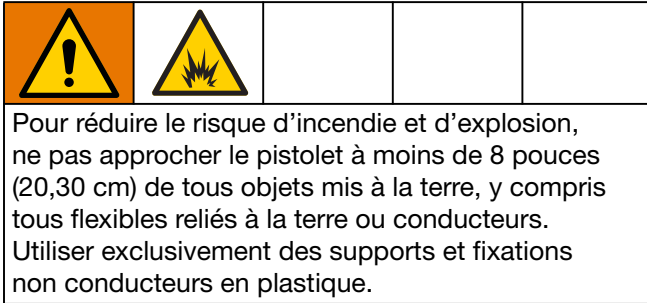 Pour réduire le risque d’incendie et d’explosion,
ne pas approcher le pistolet à moins de 8 pouces
(20,30 cm) de tous objets mis à la terre, y compris
tous flexibles reliés à la terre ou conducteurs.
Utiliser exclusivement des supports et fixations
non conducteurs en plastique.